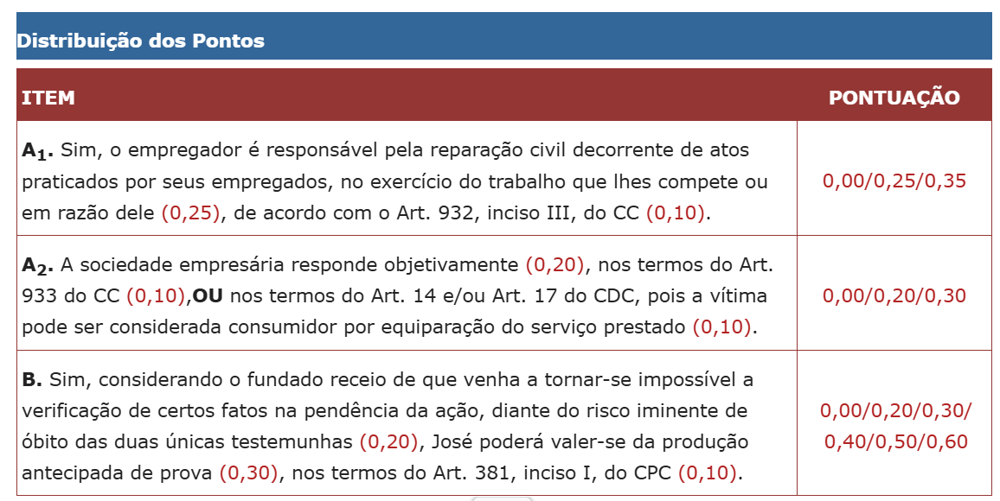 Distribuição dos Pontos
ITEM PONTUAÇÃO
A1. Sim, o empregador é responsável pela reparação civil decorrente de atos
praticados por seus empregados, no exercício do trabalho que lhes compete ou
em razão dele (0,25), de acordo com o Art. 932, inciso III, do CC (0,10).
0,00/0,25/0,35
A2. A sociedade empresária responde objetivamente (0,20), nos termos do Art.
933 do CC (0,10),OU nos termos do Art. 14 e/ou Art. 17 do CDC, pois a vítima
pode ser considerada consumidor por equiparação do serviço prestado (0,10).
0,00/0,20/0,30
B. Sim, considerando o fundado receio de que venha a tornar-se impossível a
verificação de certos fatos na pendência da ação, diante do risco iminente de
óbito das duas únicas testemunhas (0,20), José poderá valer-se da produção
antecipada de prova (0,30), nos termos do Art. 381, inciso I, do CPC (0,10).
0,00/0,20/0,30/
0,40/0,50/0,60